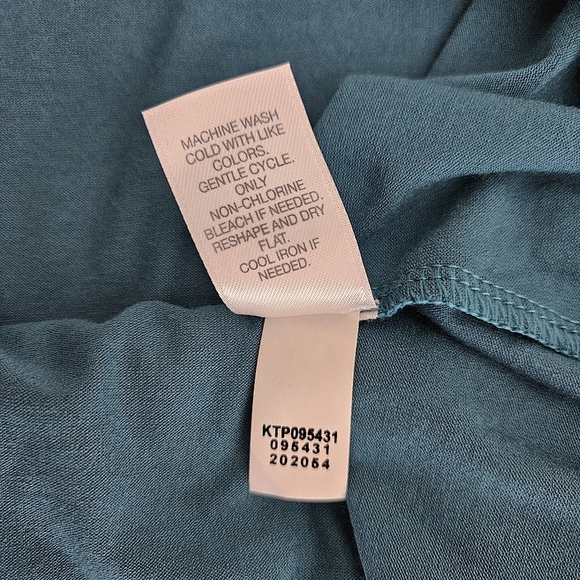 MACHINE WASH
COLD WITH LIKE
COLORS.
GENTLE CYCLE.
ONLY
NON-CHLORINE
BLEACH IF NEEDED.
RESHAPE AND DRY
FLAT.
COOL IRON IF
NEEDED.
KTP095431
095431
202054